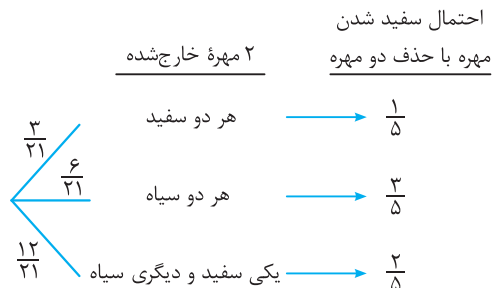 احتمال سفید شدن
مهره با حذف دو مهره
۲ مهرهٔ خارج‌شده
۳/۲۱
هر دو سفید
۱/۵
۶/۲۱
هر دو سیاه
۳/۵
۱۲/۲۱
یکی سفید و دیگری سیاه
۲/۵